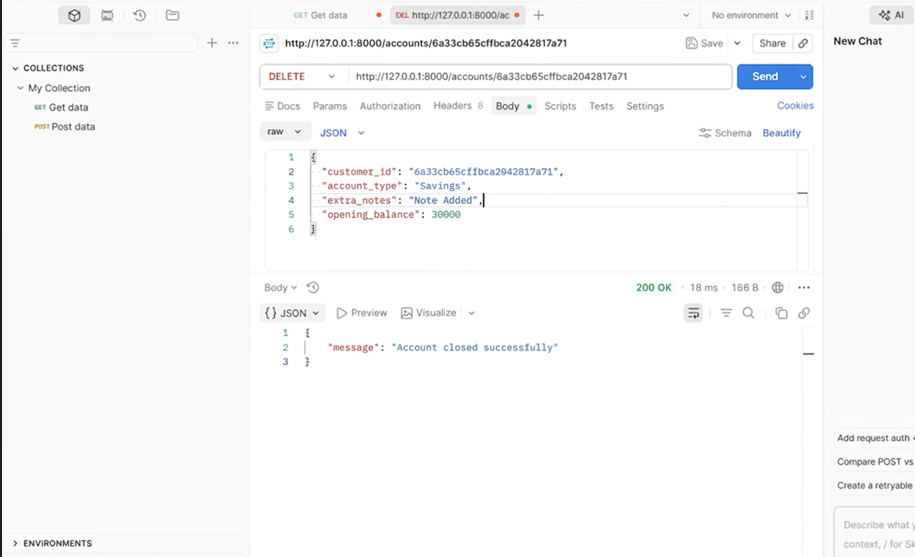 GET Get data
DEL http://127.0.0.1:8000/ac
No environment
AI
http://127.0.0.1:8000/accounts/6a33cb65cffbca2042817a71
Save
Share
New Chat
COLLECTIONS
My Collection
GET Get data
POST Post data
DELETE
http://127.0.0.1:8000/accounts/6a33cb65cffbca2042817a71
Send
Docs Params Authorization Headers 8 Body Scripts Tests Settings Cookies
raw JSON Schema Beautify
1 {
2 "customer_id": "6a33cb65cffbca2042817a71",
3 "account_type": "Savings",
4 "extra_notes": "Note Added",
5 "opening_balance": 30000
6 }
Body 200 OK • 18 ms • 166 B
{} JSON Preview Visualize
1 {
2 "message": "Account closed successfully"
3 }
Add request auth
Compare POST vs
Create a retryable
Describe what
context, / for Sk
ENVIRONMENTS